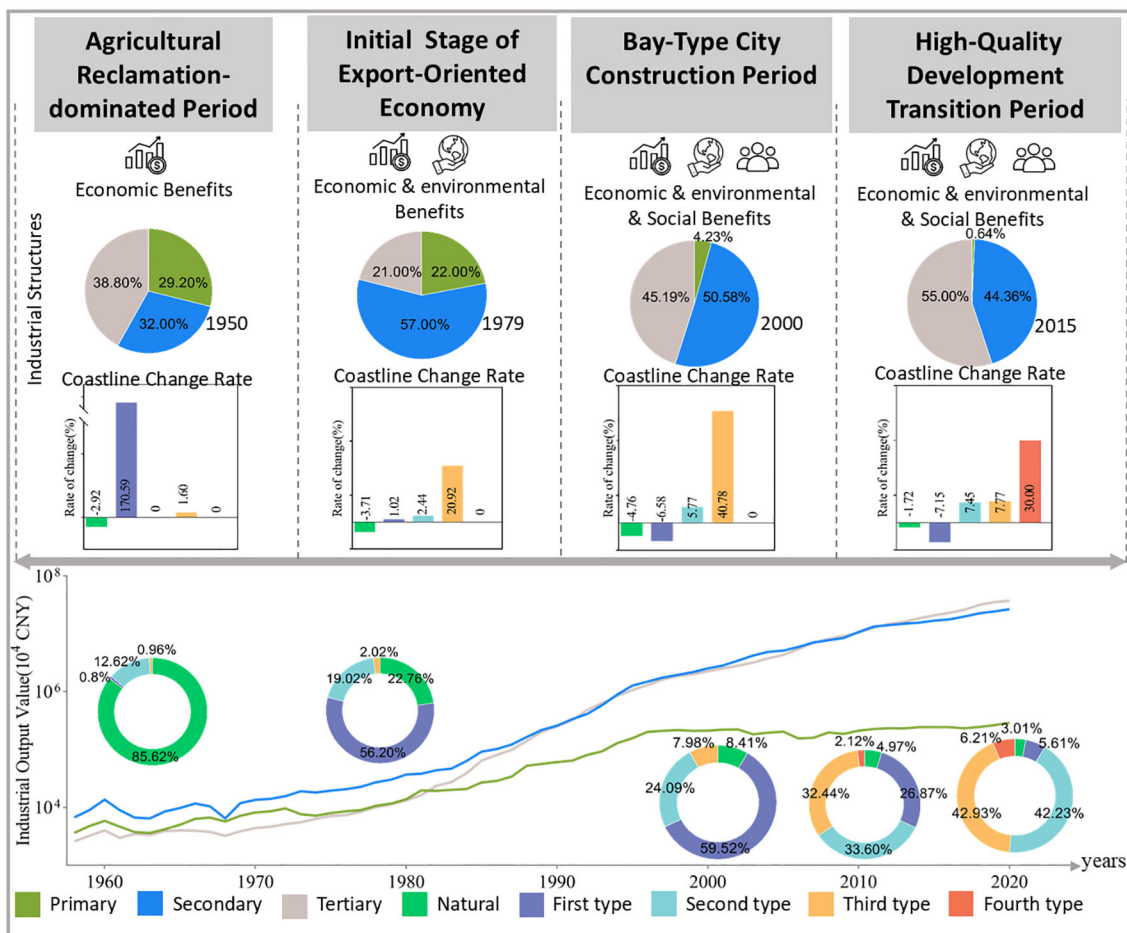 Agricultural
Reclamation-
dominated Period
Initial Stage of
Export-Oriented
Economy
Bay-Type City
Construction Period
High-Quality
Development
Transition Period
Industrial Structures
Economic Benefits
38.80%
29.20%
32.00%
1950
Economic & environmental
Benefits
21.00%
22.00%
57.00%
1979
Economic & environmental
& Social Benefits
4.23%
45.19%
50.58%
2000
Economic & environmental
& Social Benefits
0.64%
55.00%
44.36%
2015
Coastline Change Rate
Rate of change(%)
-2.92
170.59
0
1.60
0
Coastline Change Rate
Rate of change(%)
-3.71
1.02
2.44
20.92
0
Coastline Change Rate
Rate of change(%)
-4.76
-6.58
5.77
40.78
0
Coastline Change Rate
Rate of change(%)
-1.72
-7.15
7.45
7.77
30.00
Industrial Output Value(10⁴ CNY)
10⁸
10⁶
10⁴
0.96%
12.62%
0.8%
85.62%
2.02%
19.02%
22.76%
56.20%
7.98%
8.41%
24.09%
59.52%
2.12%
4.97%
32.44%
26.87%
33.60%
3.01%
6.21%
5.61%
42.93%
42.23%
years
1960
1970
1980
1990
2000
2010
2020
Primary
Secondary
Tertiary
Natural
First type
Second type
Third type
Fourth type